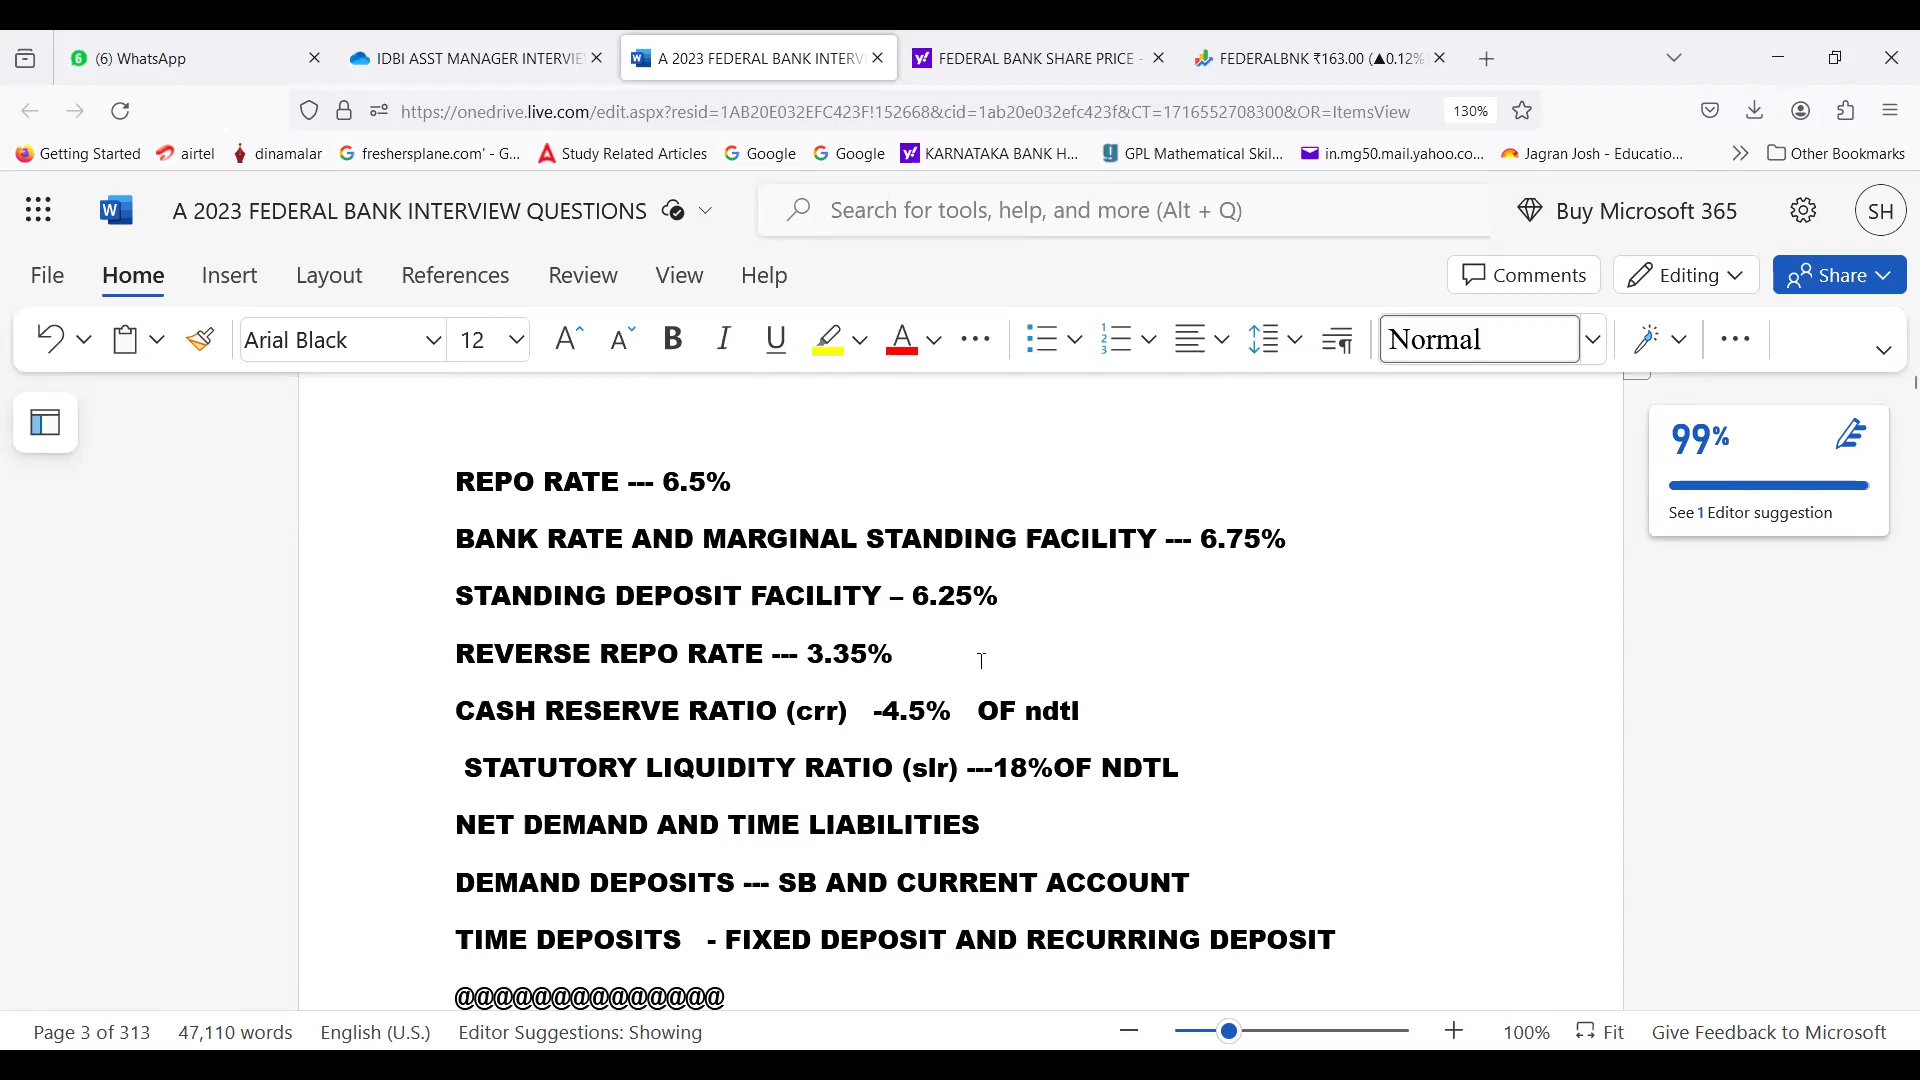 (6) WhatsApp
IDBI ASST MANAGER INTERVIE
A 2023 FEDERAL BANK INTERV
FEDERAL BANK SHARE PRICE -
FEDERALBNK ₹163.00 (▲0.12%
https://onedrive.live.com/edit.aspx?resid=1AB20E032EFC423F!152668&cid=1ab20e032efc423f&CT=1716552708300&OR=ItemsView
130%
Getting Started
airtel
dinamalar
freshersplane.com' - G...
Study Related Articles
Google
Google
KARNATAKA BANK H...
GPL Mathematical Skil...
in.mg50.mail.yahoo.co...
Jagran Josh - Educatio...
Other Bookmarks
A 2023 FEDERAL BANK INTERVIEW QUESTIONS
Search for tools, help, and more (Alt + Q)
Buy Microsoft 365
SH
File Home Insert Layout References Review View Help
Comments
Editing
Share
Arial Black
12
Normal
99%
See 1 Editor suggestion
REPO RATE --- 6.5%
BANK RATE AND MARGINAL STANDING FACILITY --- 6.75%
STANDING DEPOSIT FACILITY – 6.25%
REVERSE REPO RATE --- 3.35%
CASH RESERVE RATIO (crr) -4.5% OF ndtl
STATUTORY LIQUIDITY RATIO (slr) ---18%OF NDTL
NET DEMAND AND TIME LIABILITIES
DEMAND DEPOSITS --- SB AND CURRENT ACCOUNT
TIME DEPOSITS - FIXED DEPOSIT AND RECURRING DEPOSIT
@@@@@@@@@@@@@@
Page 3 of 313
47,110 words
English (U.S.)
Editor Suggestions: Showing
100%
Fit
Give Feedback to Microsoft